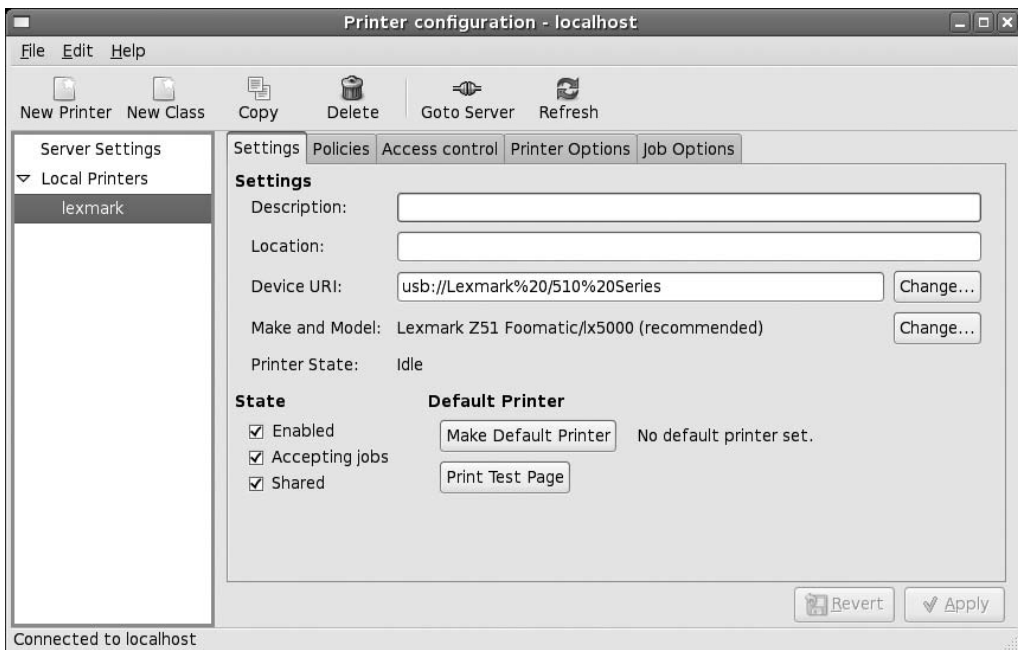 Printer configuration - localhost
File Edit Help
New Printer New Class Copy Delete Goto Server Refresh
Server Settings
Local Printers
lexmark
Settings Policies Access control Printer Options Job Options
Settings
Description:
Location:
Device URI: usb://Lexmark%20/510%20Series Change...
Make and Model: Lexmark Z51 Foomatic/lx5000 (recommended) Change...
Printer State: Idle
State Default Printer
Enabled Make Default Printer No default printer set.
Accepting jobs
Shared Print Test Page
Revert Apply
Connected to localhost